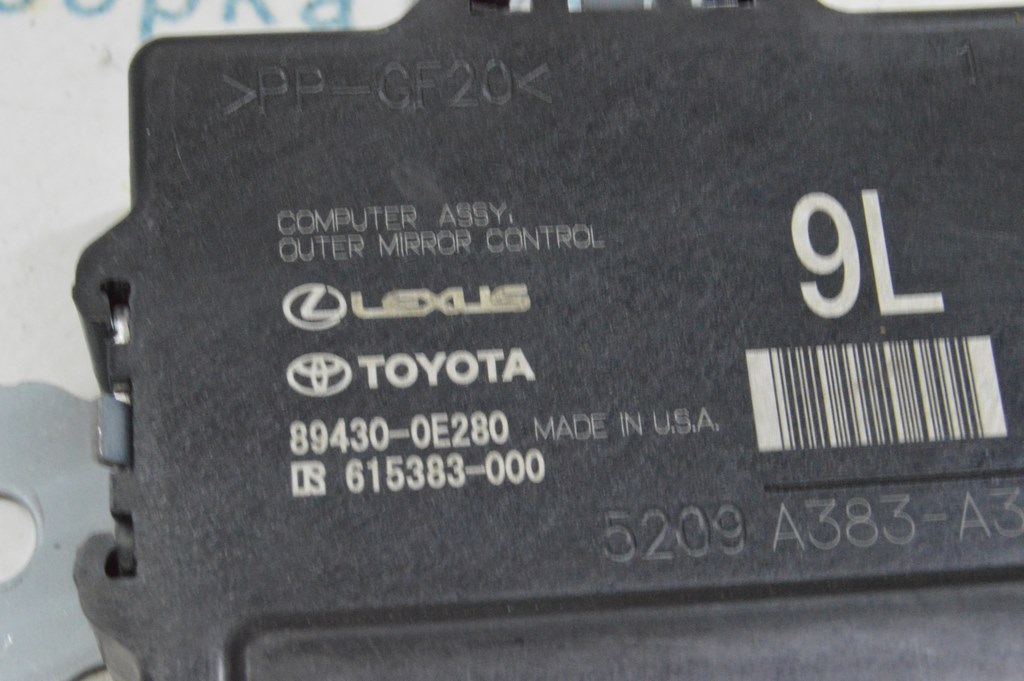 >PP-GF20<
1
COMPUTER ASSY,
OUTER MIRROR CONTROL
9L
LEXUS
TOYOTA
89430-0E280 MADE IN U.S.A.
615383-000
5209 A383-A3